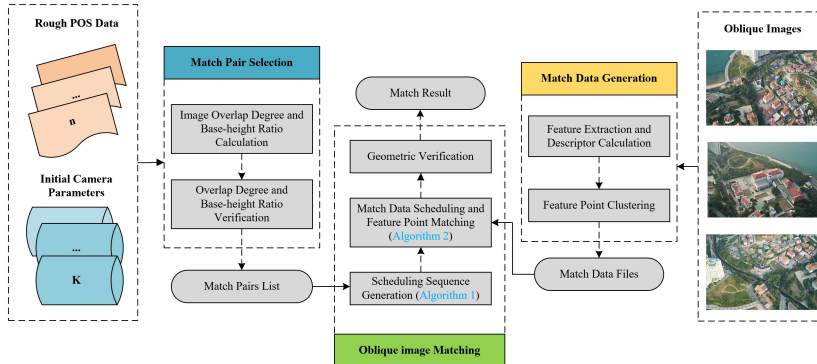 Rough POS Data
...
n
Initial Camera
Parameters
...
K
Match Pair Selection
Image Overlap Degree and
Base-height Ratio
Calculation
Overlap Degree and
Base-height Ratio
Verification
Match Pairs List
Match Result
Geometric Verification
Match Data Scheduling and
Feature Point Matching
(Algorithm 2)
Scheduling Sequence
Generation (Algorithm 1)
Oblique image Matching
Match Data Generation
Feature Extraction and
Descriptor Calculation
Feature Point Clustering
Match Data Files
Oblique Images